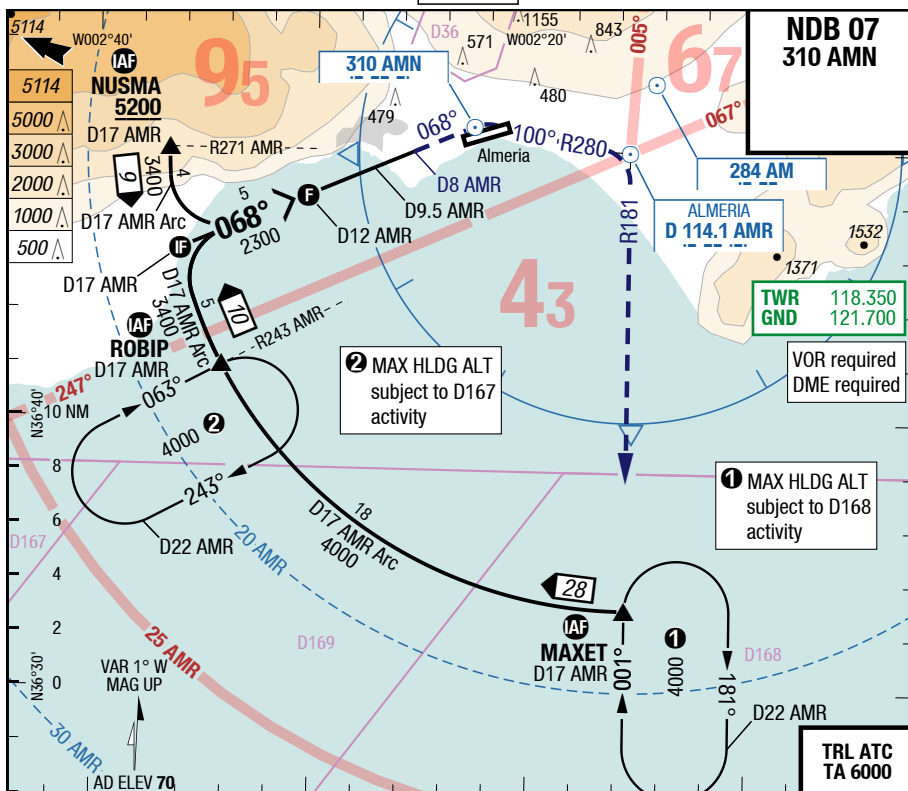 5114
W002°40'
D36
1155
843
571
W002°20'
005°
NDB 07
310 AMN
IAF
NUSMA
5200
D17 AMR
95
310 AMN
67
5114
5000
3000
2000
1000
500
479
480
068°
100°·R280
067°
R271 AMR
Almeria
9
3400
4
D17 AMR Arc
D8 AMR
284 AM
5
068°
2300
F
D9.5 AMR
D12 AMR
ALMERIA
D 114.1 AMR
R181
1532
1371
IF
D17 AMR
D17 AMR Arc
3400
5
10
43
TWR 118.350
GND 121.700
IAF
ROBIP
D17 AMR
R243 AMR
VOR required
DME required
2 MAX HLDG ALT
subject to D167
activity
247°
063°
N36°40'
10 NM
4000
2
243°
8
6
4
2
0
D22 AMR
D167
18
D17 AMR Arc
4000
20 AMR
1 MAX HLDG ALT
subject to D168
activity
28
IAF
MAXET
D17 AMR
001°
1
4000
181°
D168
D169
25 AMR
N36°30'
VAR 1° W
MAG UP
30 AMR
D22 AMR
AD ELEV 70
TRL ATC
TA 6000